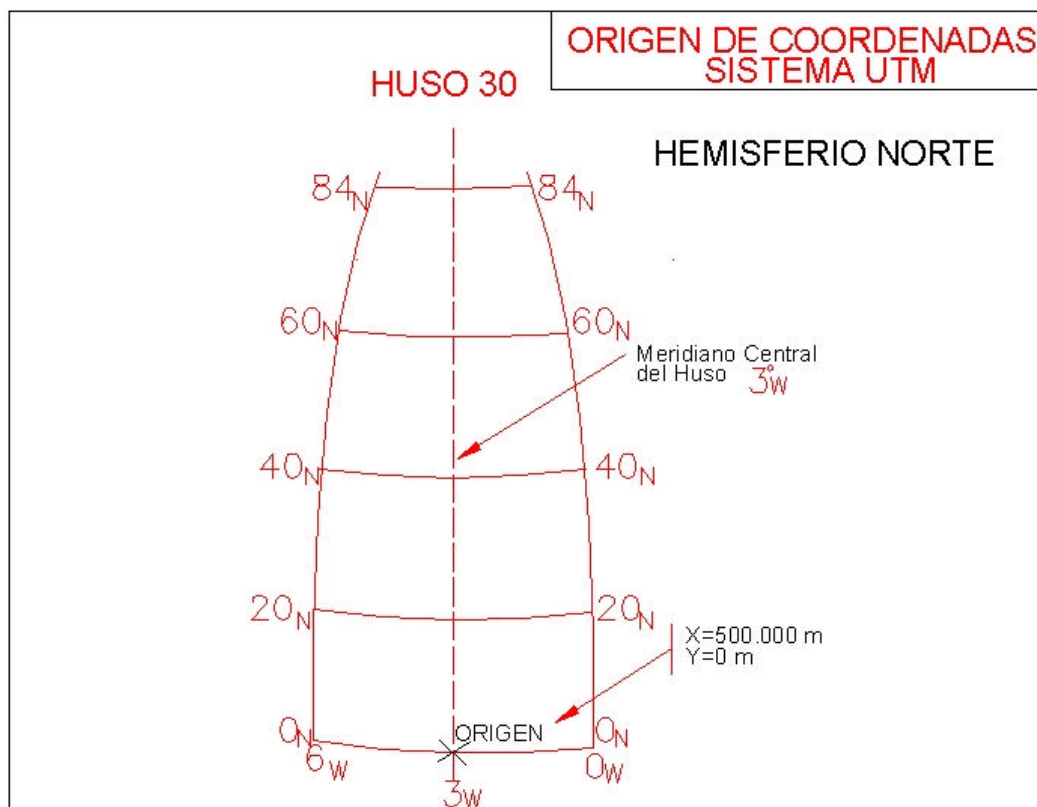 ORIGEN DE COORDENADAS
SISTEMA UTM
HUSO 30
HEMISFERIO NORTE
84N
84N
60N
60N
Meridiano Central
del Huso 3°W
40N
40N
20N
20N
X=500.000 m
Y=0 m
0N
ORIGEN
0N
6W
3W
0W